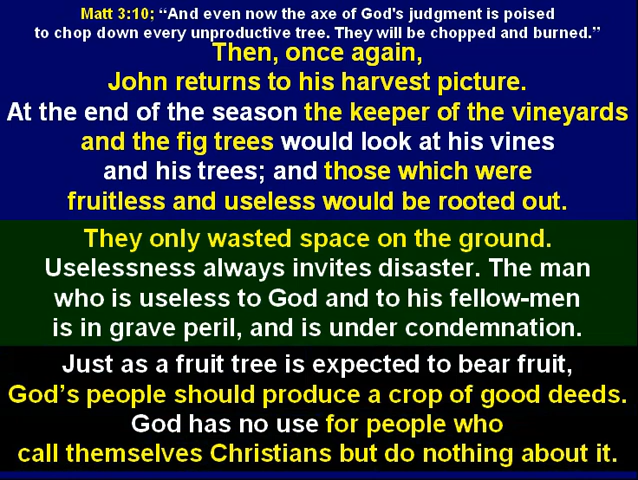 Matt 3:10; “And even now the axe of God's judgment is poised
to chop down every unproductive tree. They will be chopped and burned.”
Then, once again,
John returns to his harvest picture.
At the end of the season the keeper of the vineyards
and the fig trees would look at his vines
and his trees; and those which were
fruitless and useless would be rooted out.
They only wasted space on the ground.
Uselessness always invites disaster. The man
who is useless to God and to his fellow-men
is in grave peril, and is under condemnation.
Just as a fruit tree is expected to bear fruit,
God’s people should produce a crop of good deeds.
God has no use for people who
call themselves Christians but do nothing about it.